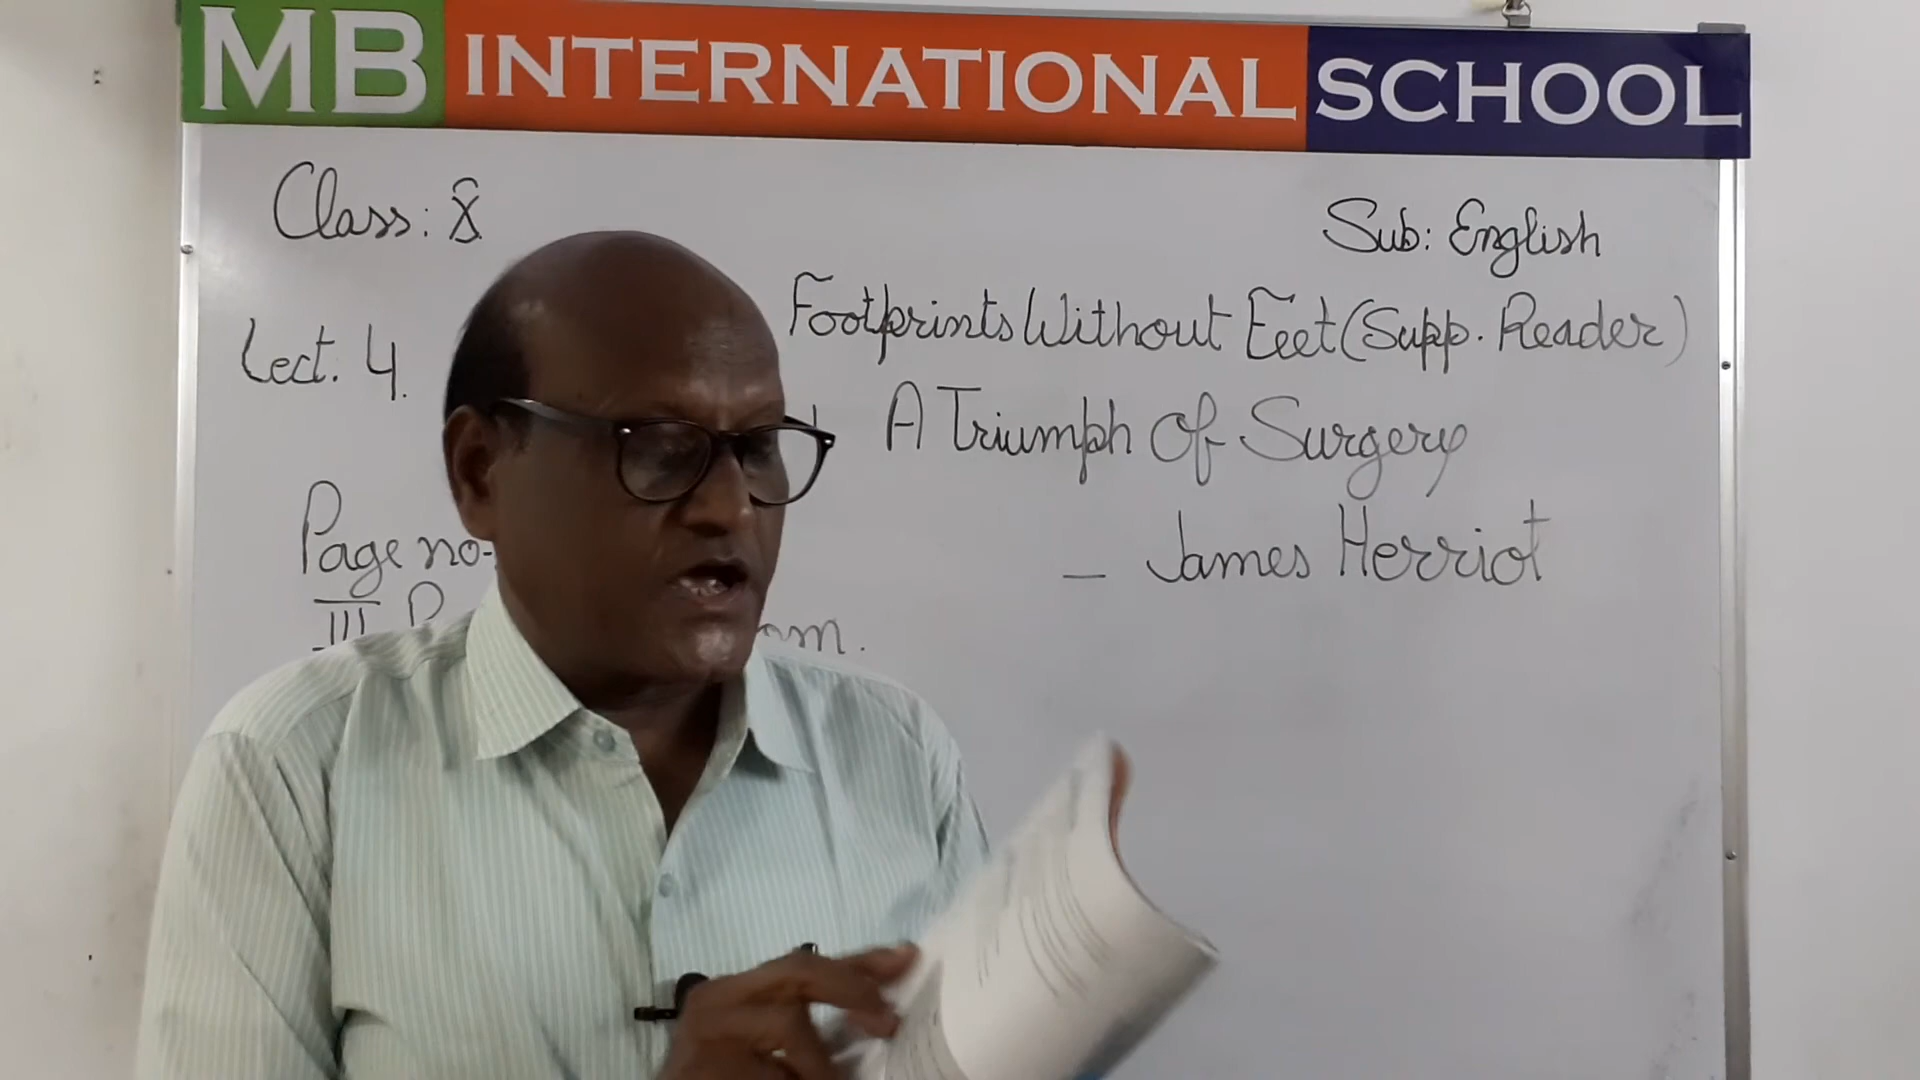 MB INTERNATIONAL SCHOOL
Class: X
Sub: English
Lect. 4.
Footprints Without Feet (Supp. Reader)
A Triumph Of Surgery
Page no-
– James Herriot
III